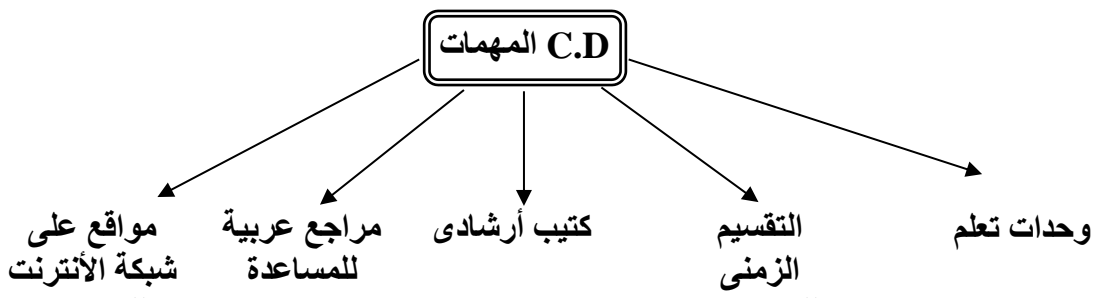 C.D المهمات
وحدات تعلم
التقسيم
الزمنى
كتيب أرشادى
مراجع عربية
للمساعدة
مواقع على
شبكة الأنترنت